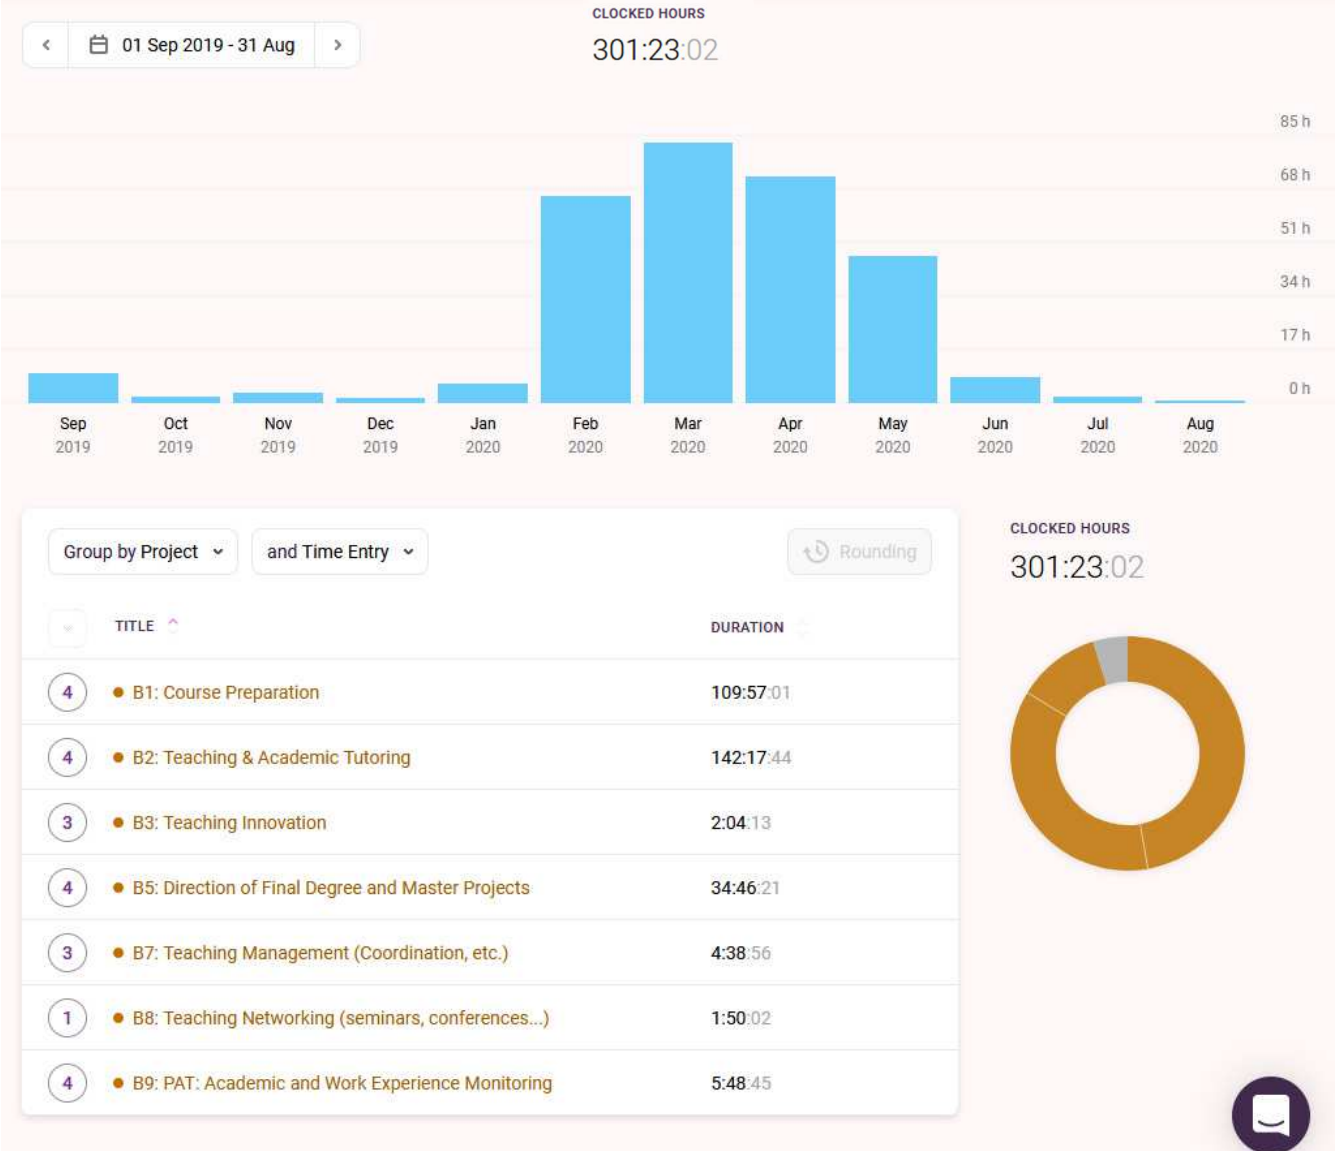 CLOCKED HOURS
01 Sep 2019 - 31 Aug
301:23:02
85 h
68 h
51 h
34 h
17 h
0 h
Sep Oct Nov Dec Jan Feb Mar Apr May Jun Jul Aug
2019 2019 2019 2019 2020 2020 2020 2020 2020 2020 2020 2020
Group by Project and Time Entry Rounding
CLOCKED HOURS
301:23:02
TITLE DURATION
4 B1: Course Preparation 109:57:01
4 B2: Teaching & Academic Tutoring 142:17:44
3 B3: Teaching Innovation 2:04:13
4 B5: Direction of Final Degree and Master Projects 34:46:21
3 B7: Teaching Management (Coordination, etc.) 4:38:56
1 B8: Teaching Networking (seminars, conferences...) 1:50:02
4 B9: PAT: Academic and Work Experience Monitoring 5:48:45